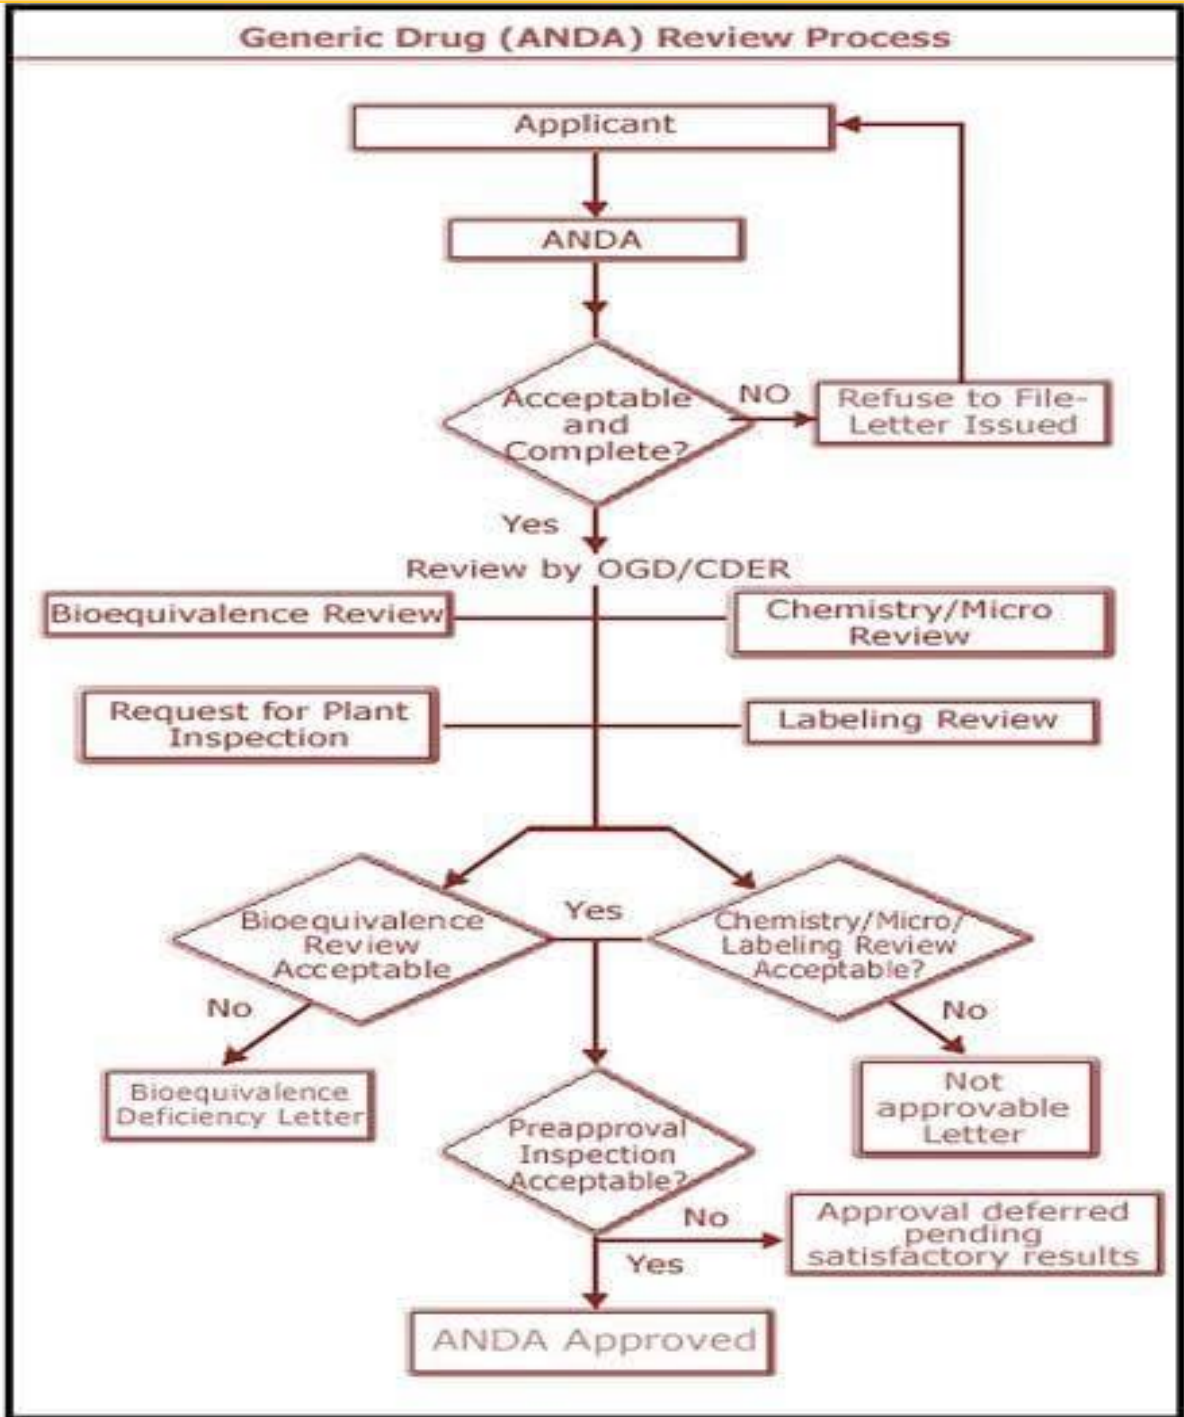 Generic Drug (ANDA) Review Process
Applicant
ANDA
Acceptable
and
Complete?
NO
Refuse to File-
Letter Issued
Yes
Review by OGD/CDER
Bioequivalence Review
Chemistry/Micro
Review
Request for Plant
Inspection
Labeling Review
Bioequivalence
Review
Acceptable
Yes
Chemistry/Micro/
Labeling Review
Acceptable?
No
No
Bioequivalence
Deficiency Letter
Not
approvable
Letter
Preapproval
Inspection
Acceptable?
No
Approval deferred
pending
satisfactory results
Yes
ANDA Approved